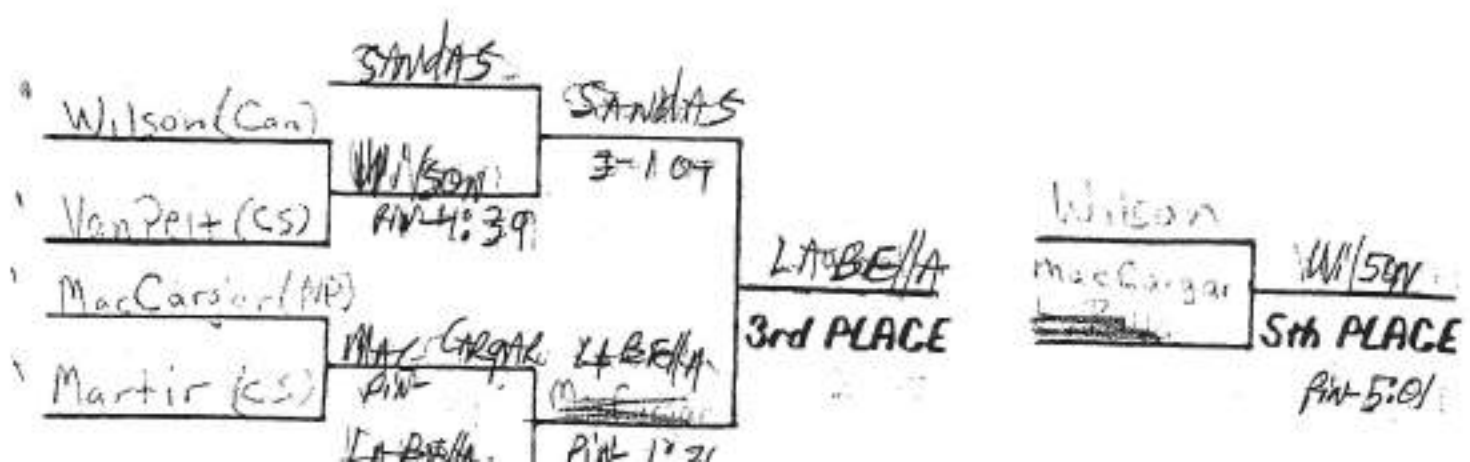 SANdAS
Wilson (Can)
SANdAS
Wilson
3-1 OT
Pin 4:39
VanPelt (CS)
Wilson
LABEllA
Wilson
MacCargar
MacCargar (NP)
3rd PLACE
5th PLACE
MacCARGAR
LABEllA
Pin
Pin 5:01
Martir (CS)
LABEllA
Pin